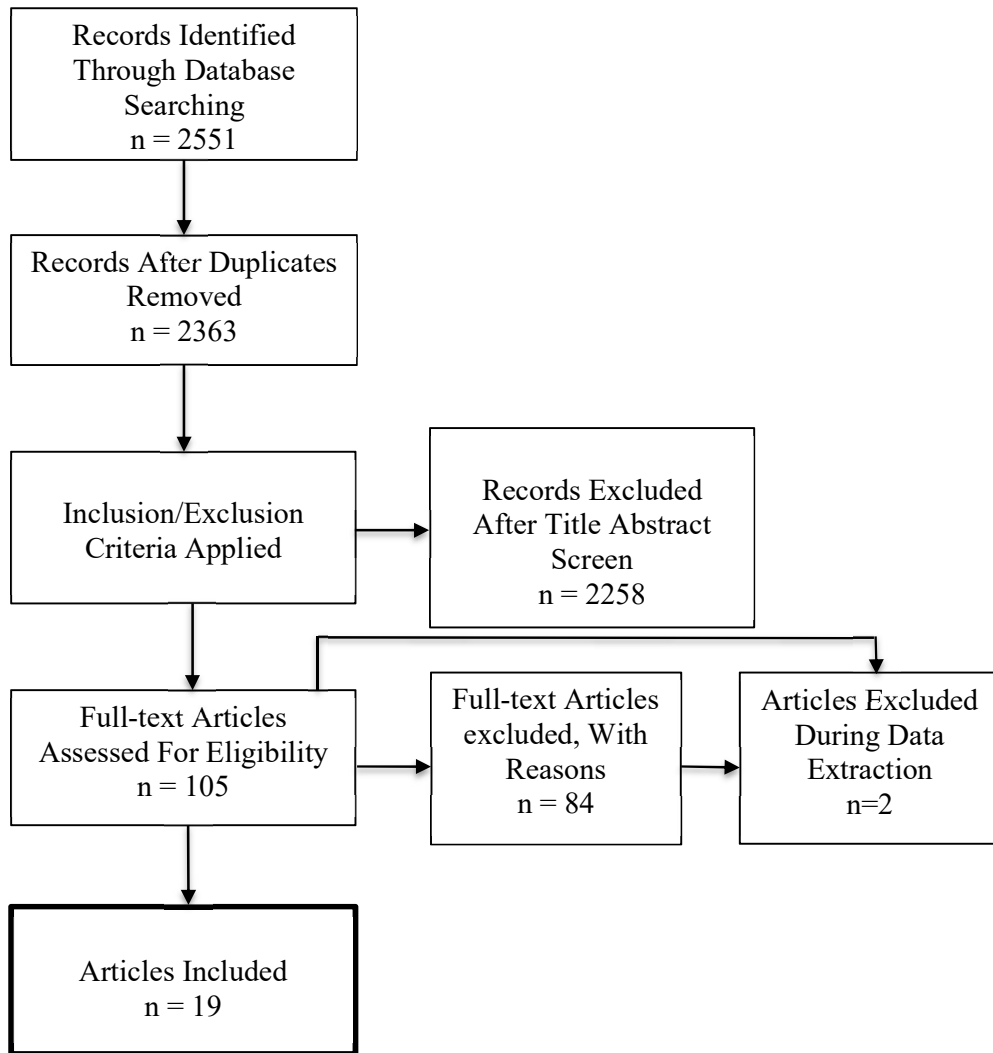 Records Identified
Through Database
Searching
n = 2551
Records After Duplicates
Removed
n = 2363
Inclusion/Exclusion
Criteria Applied
Records Excluded
After Title Abstract
Screen
n = 2258
Full-text Articles
Assessed For Eligibility
n = 105
Full-text Articles
excluded, With
Reasons
n = 84
Articles Excluded
During Data
Extraction
n=2
Articles Included
n = 19